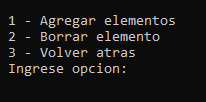 1 - Agregar elementos
2 - Borrar elemento
3 - Volver atras
Ingrese opcion: